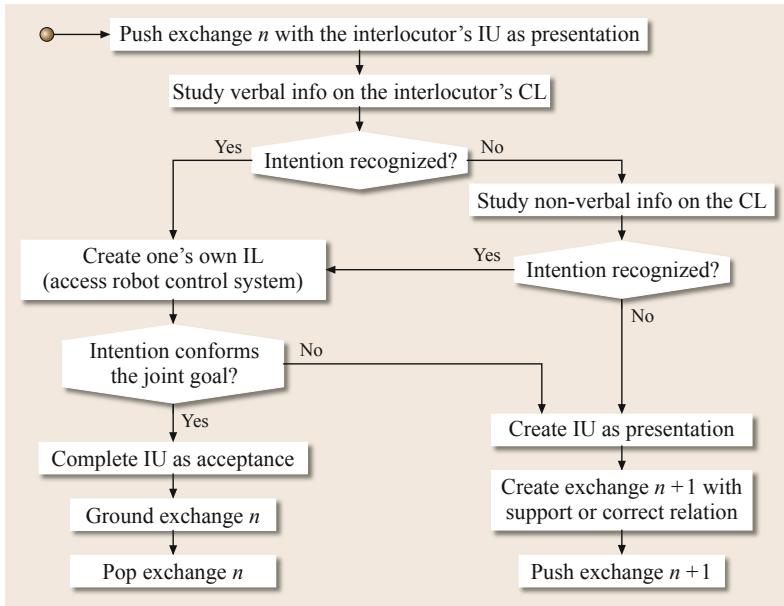 Push exchange n with the interlocutor's IU as presentation
Study verbal info on the interlocutor's CL
Yes
Intention recognized?
No
Study non-verbal info on the CL
Create one's own IL
(access robot control system)
Yes
Intention recognized?
No
Intention conforms
the joint goal?
No
Yes
Create IU as presentation
Complete IU as acceptance
Create exchange n + 1 with
support or correct relation
Ground exchange n
Pop exchange n
Push exchange n + 1